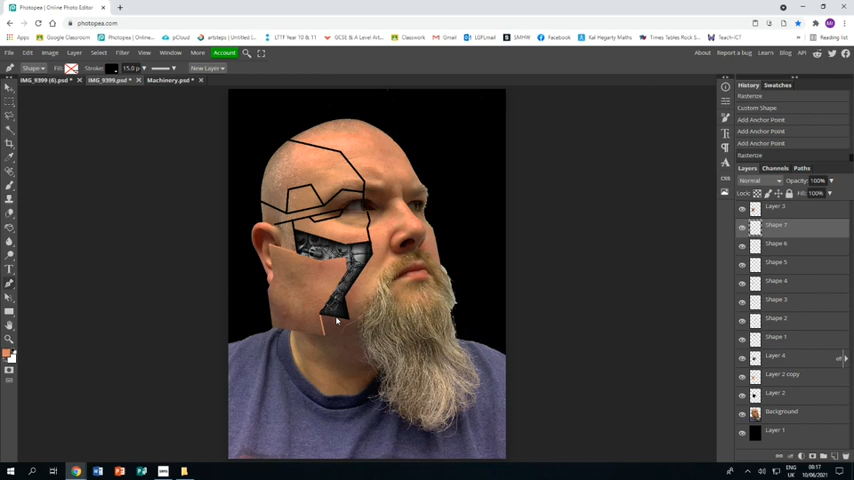 Photopea | Online Photo Editor
photopea.com
Apps Google Classroom Photopea | Online Ph... pCloud artsteps | Untitled... LTTF Year 10 & 11 GCSE & A Level Art... Classwork GMail LGFLmail Kal Hegarty Maths Times Tables Rock S... SMHW Facebook Teach-ICT
File Edit Image Layer Select Filter View Window More Account
About Report a bug Learn Blog API
Shape Fill: Stroke: 15.0 p New Layer
IMG_9399 (6).psd * IMG_9399.psd * Machinery.psd *
History Swatches
Rasterize
Custom Shape
Add Anchor Point
Add Anchor Point
Add Anchor Point
Rasterize
Layers Channels Paths
Normal Opacity: 100%
Lock: Fill: 100%
Layer 3
Shape 7
Shape 6
Shape 5
Shape 4
Shape 3
Shape 2
Shape 1
Layer 4
Layer 2 copy
Layer 2
Background
Layer 1
ENG
UK
08:17
10/06/2021